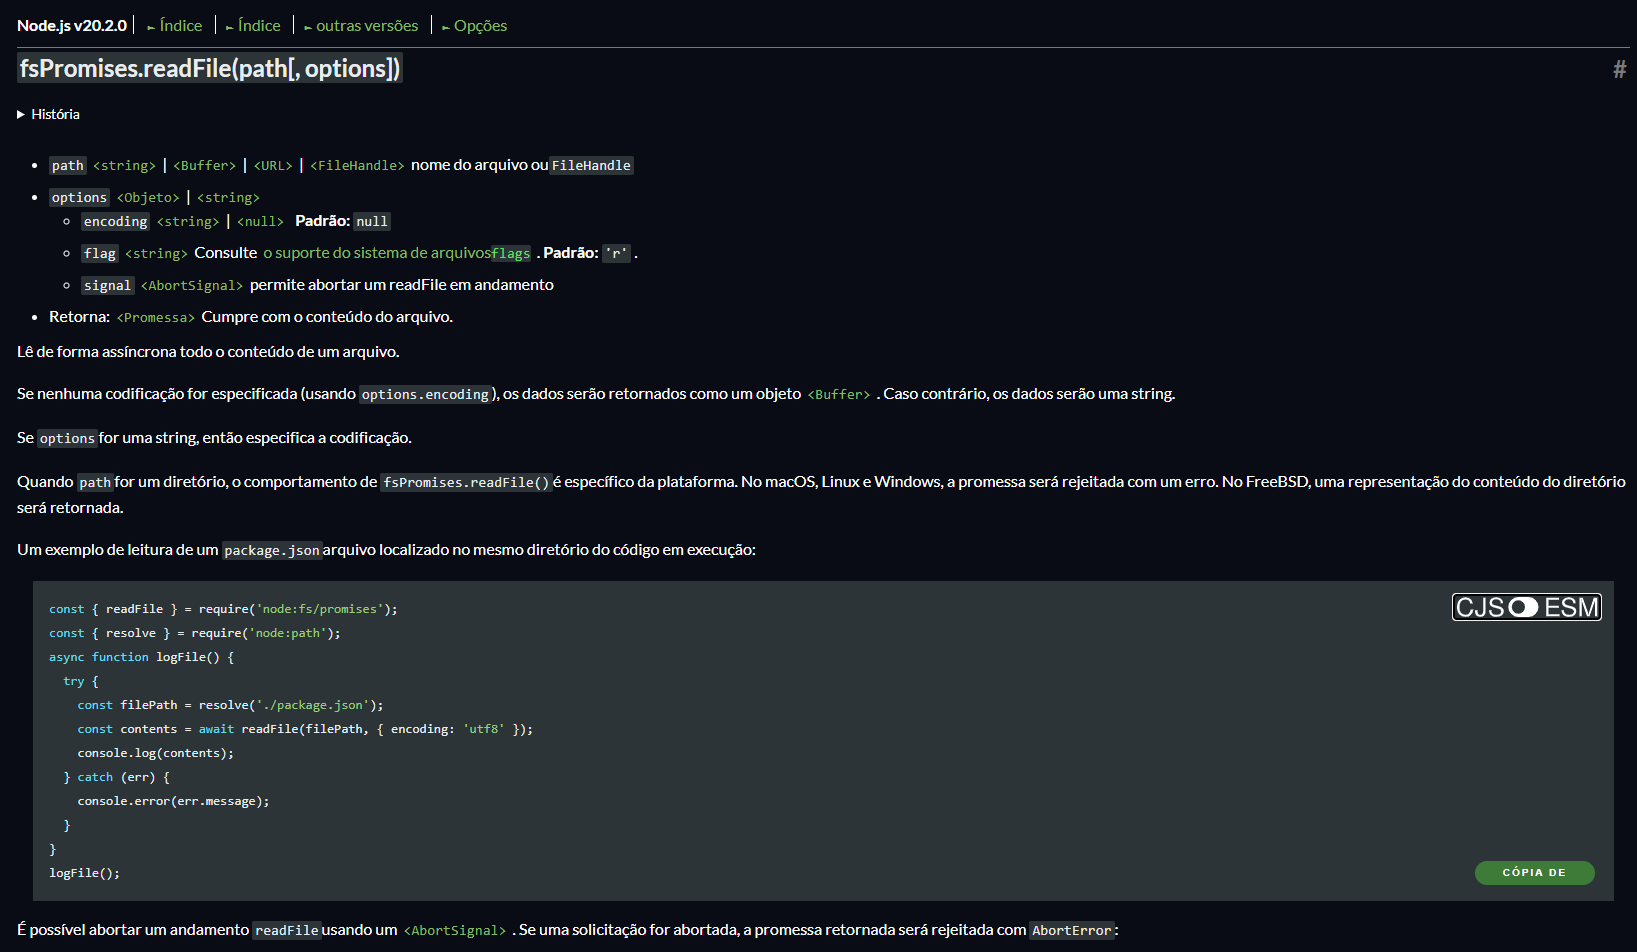 Node.js v20.2.0 | ► Índice | ► Índice | ► outras versões | ► Opções
fsPromises.readFile(path[, options]) #
▶ História
• path <string> | <Buffer> | <URL> | <FileHandle> nome do arquivo ou FileHandle
• options <Objeto> | <string>
◦ encoding <string> | <null> Padrão: null
◦ flag <string> Consulte o suporte do sistema de arquivosflags . Padrão: 'r' .
◦ signal <AbortSignal> permite abortar um readFile em andamento
• Retorna: <Promessa> Cumpre com o conteúdo do arquivo.
Lê de forma assíncrona todo o conteúdo de um arquivo.
Se nenhuma codificação for especificada (usando options.encoding), os dados serão retornados como um objeto <Buffer> . Caso contrário, os dados serão uma string.
Se options for uma string, então especifica a codificação.
Quando path for um diretório, o comportamento de fsPromises.readFile() é específico da plataforma. No macOS, Linux e Windows, a promessa será rejeitada com um erro. No FreeBSD, uma representação do conteúdo do diretório
será retornada.
Um exemplo de leitura de um package.json arquivo localizado no mesmo diretório do código em execução:
CJS ESM
const { readFile } = require('node:fs/promises');
const { resolve } = require('node:path');
async function logFile() {
  try {
    const filePath = resolve('./package.json');
    const contents = await readFile(filePath, { encoding: 'utf8' });
    console.log(contents);
  } catch (err) {
    console.error(err.message);
  }
}
logFile();
CÓPIA DE
É possível abortar um andamento readFile usando um <AbortSignal> . Se uma solicitação for abortada, a promessa retornada será rejeitada com AbortError: